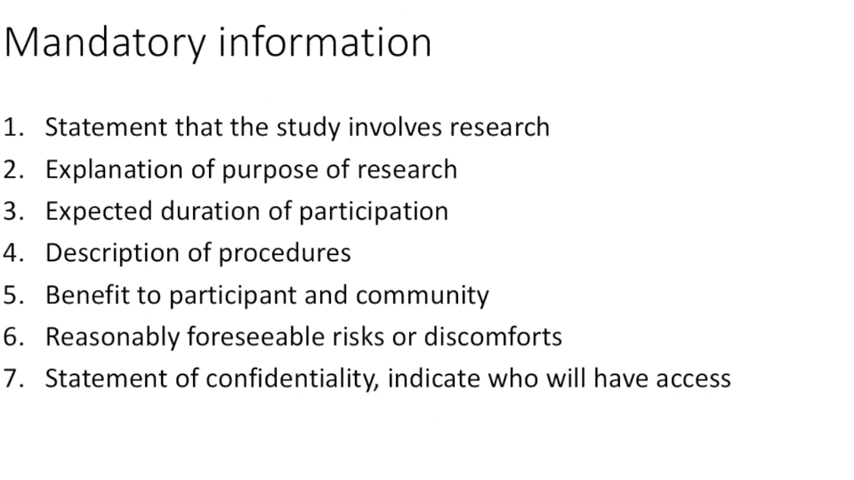 Mandatory information
1. Statement that the study involves research
2. Explanation of purpose of research
3. Expected duration of participation
4. Description of procedures
5. Benefit to participant and community
6. Reasonably foreseeable risks or discomforts
7. Statement of confidentiality, indicate who will have access